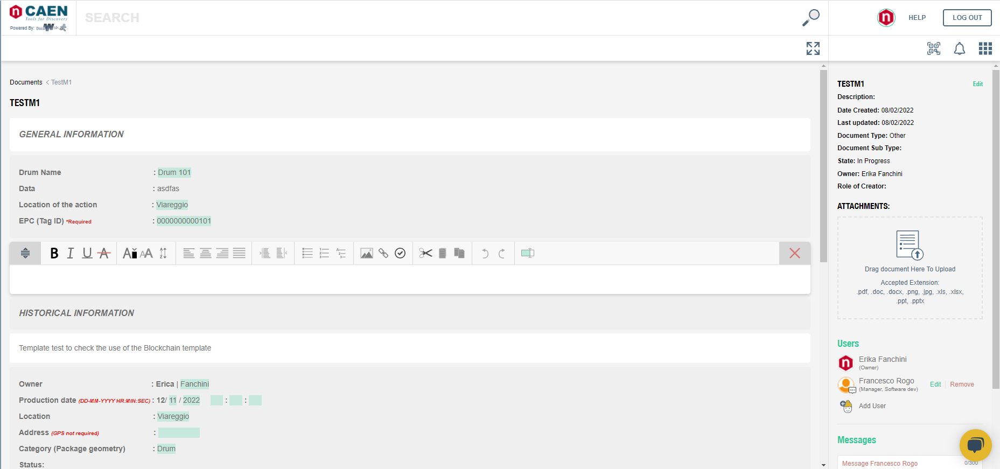 n CAEN
Tools for Discovery
Powered By: DocuWalk
SEARCH
n
HELP
LOG OUT
Documents < TestM1
TESTM1
GENERAL INFORMATION
Drum Name : Drum 101
Data : asdfas
Location of the action : Viareggio
EPC (Tag ID) *Required : 0000000000101
B I U A A AA
HISTORICAL INFORMATION
Template test to check the use of the Blockchain template
Owner : Erica | Fanchini
Production date (DD-MM-YYYY HR:MIN:SEC) : 12/ 11 / 2022 : :
Location : Viareggio
Address (GPS not required) :
Category (Package geometry) : Drum
Status:
TESTM1 Edit
Description:
Date Created: 08/02/2022
Last updated: 08/02/2022
Document Type: Other
Document Sub Type:
State: In Progress
Owner: Erika Fanchini
Role of Creator:
ATTACHMENTS:
Drag document Here To Upload
Accepted Extension:
.pdf, .doc, .docx, .png, .jpg, .xls, .xlsx,
.ppt, .pptx
Users
n Erika Fanchini
(Owner)
Francesco Rogo Edit Remove
(Manager, Software dev)
Add User
Messages
Message Francesco Rogo 0/300